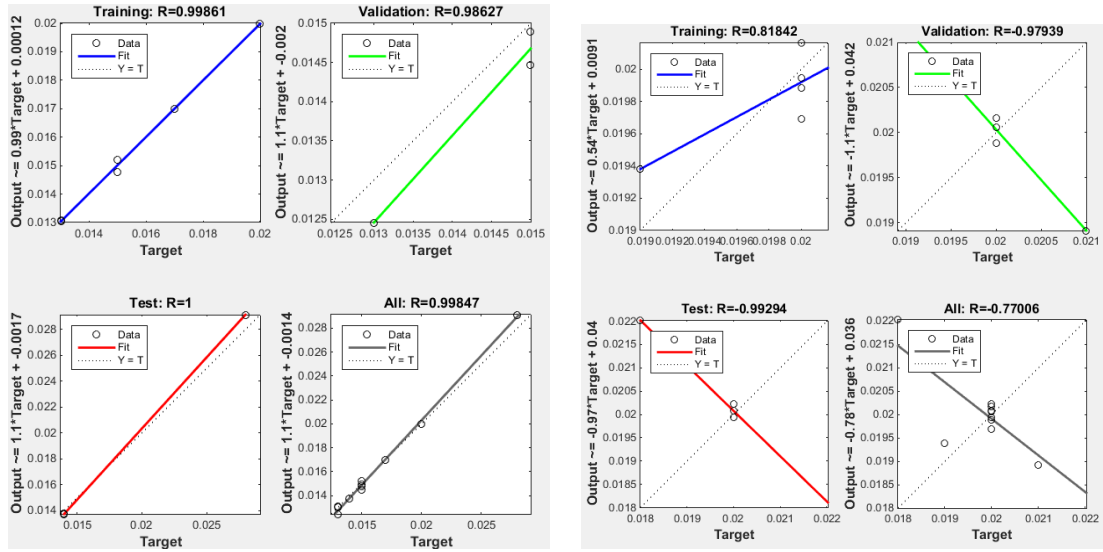 Training: R=0.99861
Output ~= 0.99*Target + 0.00012
0.02
0.019
0.018
0.017
0.016
0.015
0.014
0.013
Data
Fit
Y = T
0.014
0.016
0.018
0.02
Target
Validation: R=0.98627
Output ~= 1.1*Target + -0.002
0.015
0.0145
0.014
0.0135
0.013
0.0125
Data
Fit
Y = T
0.0125
0.013
0.0135
0.014
0.0145
0.015
Target
Training: R=0.81842
Output ~= 0.54*Target + 0.0091
0.02
0.0198
0.0196
0.0194
0.0192
0.019
Data
Fit
Y = T
0.019
0.0192
0.0194
0.0196
0.0198
0.02
Target
Validation: R=-0.97939
Output ~= -1.1*Target + 0.042
0.021
0.0205
0.02
0.0195
0.019
Data
Fit
Y = T
0.019
0.0195
0.02
0.0205
0.021
Target
Test: R=1
Output ~= 1.1*Target + -0.0017
0.028
0.026
0.024
0.022
0.02
0.018
0.016
0.014
Data
Fit
Y = T
0.015
0.02
0.025
Target
All: R=0.99847
Output ~= 1.1*Target + -0.0014
0.028
0.026
0.024
0.022
0.02
0.018
0.016
0.014
Data
Fit
Y = T
0.015
0.02
0.025
Target
Test: R=-0.99294
Output ~= -0.97*Target + 0.04
0.022
0.0215
0.021
0.0205
0.02
0.0195
0.019
0.0185
0.018
Data
Fit
Y = T
0.018
0.019
0.02
0.021
0.022
Target
All: R=-0.77006
Output ~= -0.78*Target + 0.036
0.022
0.0215
0.021
0.0205
0.02
0.0195
0.019
0.0185
0.018
Data
Fit
Y = T
0.018
0.019
0.02
0.021
0.022
Target